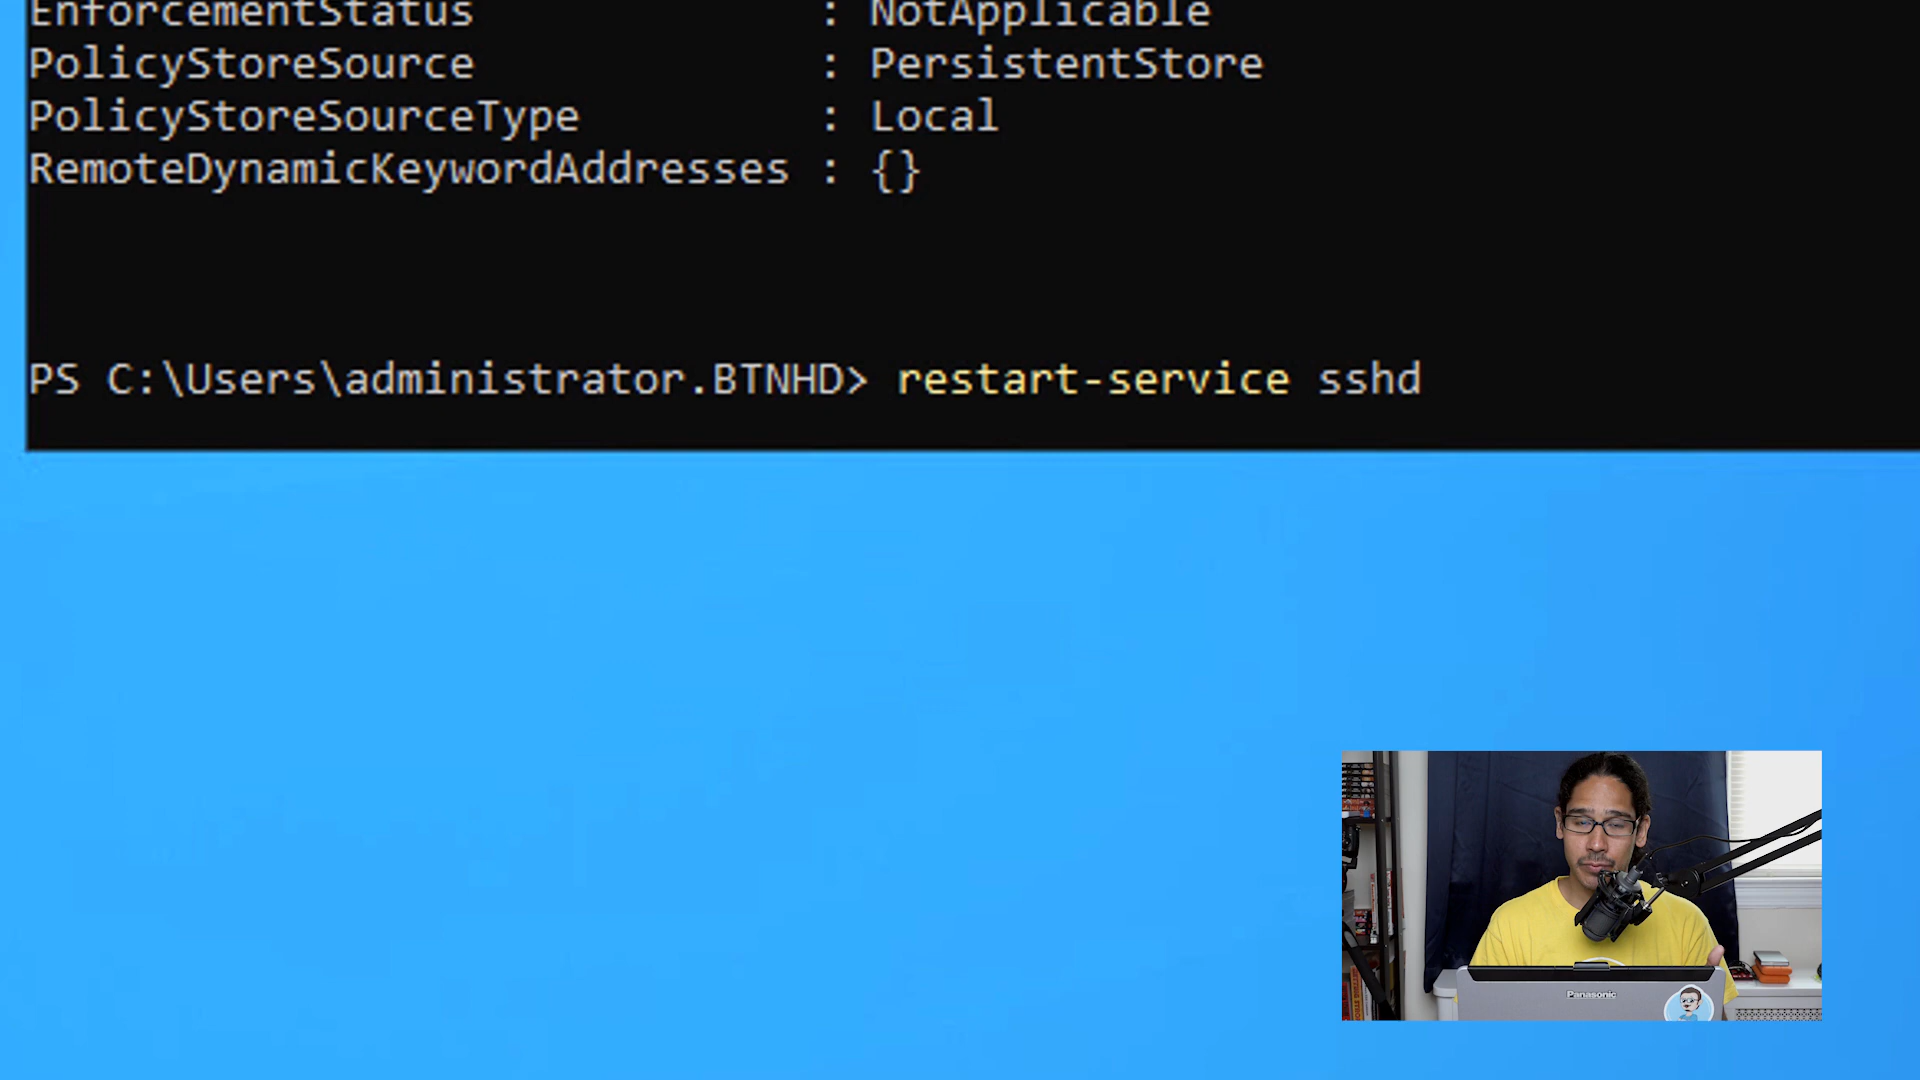 EnforcementStatus : NotApplicable
PolicyStoreSource : PersistentStore
PolicyStoreSourceType : Local
RemoteDynamicKeywordAddresses : {}
PS C:\Users\administrator.BTNHD> restart-service sshd
Panasonic